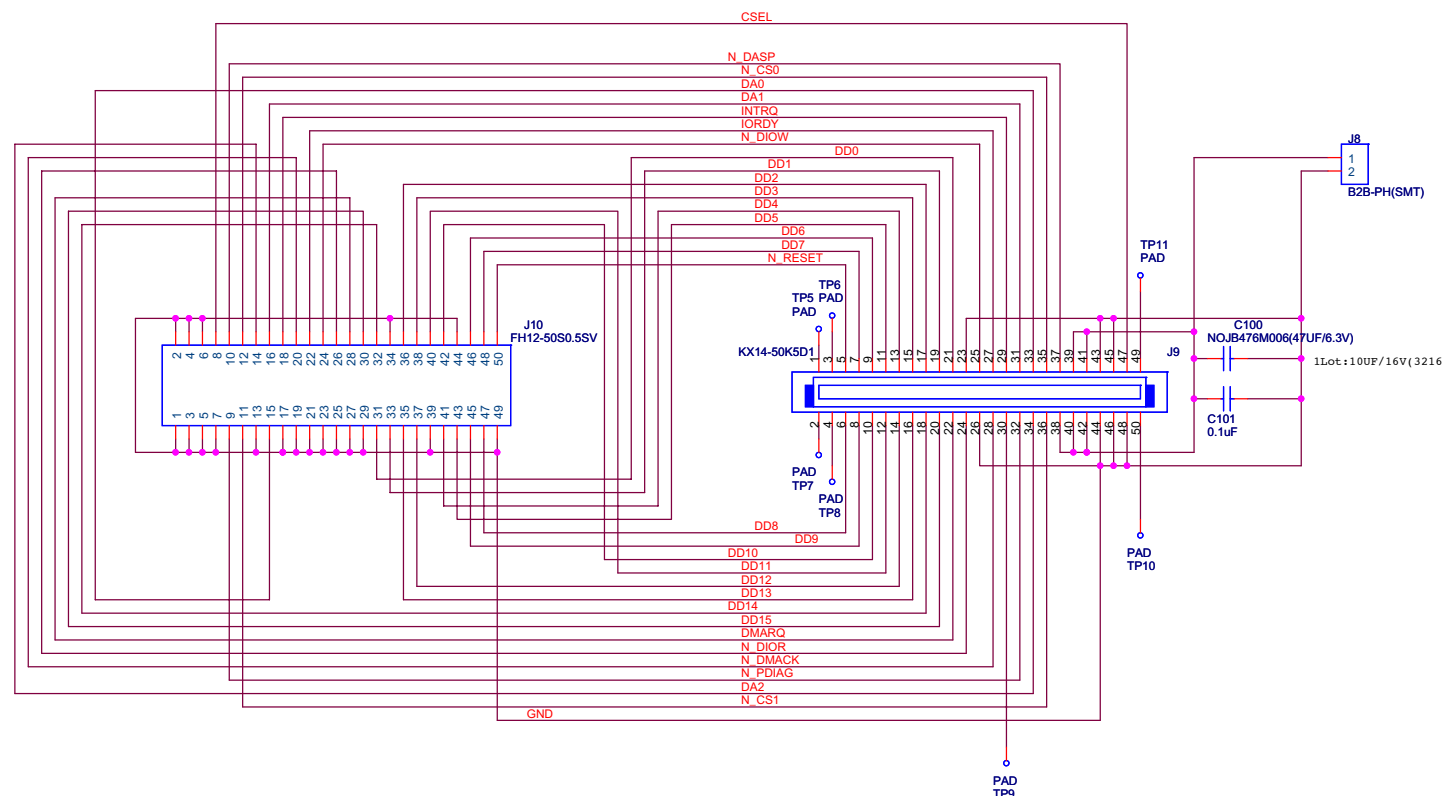 CSEL
N_DASP
N_CS0
DA0
DA1
INTRQ
IORDY
N_DIOW
DD0
DD1
DD2
DD3
DD4
DD5
DD6
DD7
N_RESET
J8
1
2
B2B-PH(SMT)
TP11
PAD
TP6
TP5 PAD
PAD
J10
FH12-50S0.5SV
2 4 6 8 10 12 14 16 18 20 22 24 26 28 30 32 34 36 38 40 42 44 46 48 50
1 3 5 7 9 11 13 15 17 19 21 23 25 27 29 31 33 35 37 39 41 43 45 47 49
KX14-50K5D1
J9
1 3 5 7 9 11 13 15 17 19 21 23 25 27 29 31 33 35 37 39 41 43 45 47 49
2 4 6 8 10 12 14 16 18 20 22 24 26 28 30 32 34 36 38 40 42 44 46 48 50
C100
NOJB476M006(47UF/6.3V)
1Lot:10UF/16V(3216
C101
0.1uF
PAD
TP7
PAD
TP8
PAD
TP10
DD8
DD9
DD10
DD11
DD12
DD13
DD14
DD15
DMARQ
N_DIOR
N_DMACK
N_PDIAG
DA2
N_CS1
GND
PAD
TP9